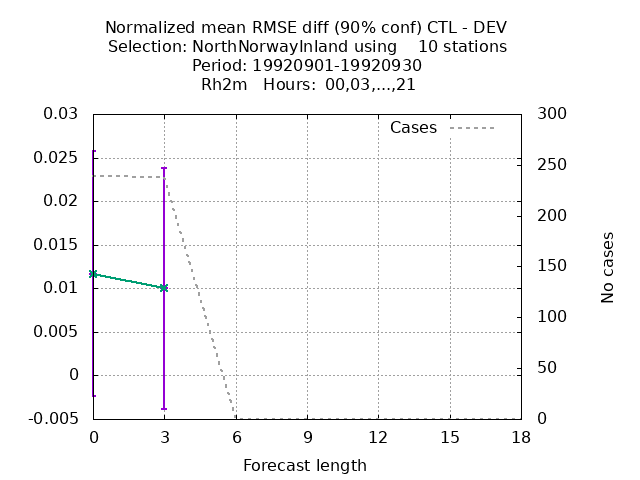 Normalized mean RMSE diff (90% conf) CTL - DEV
Selection: NorthNorwayInland using    10 stations
Period: 19920901-19920930
Rh2m   Hours:  00,03,...,21
0.03
0.025
0.02
0.015
0.01
0.005
0
-0.005
Cases
300
250
200
150
100
50
0
No cases
0 3 6 9 12 15 18
Forecast length